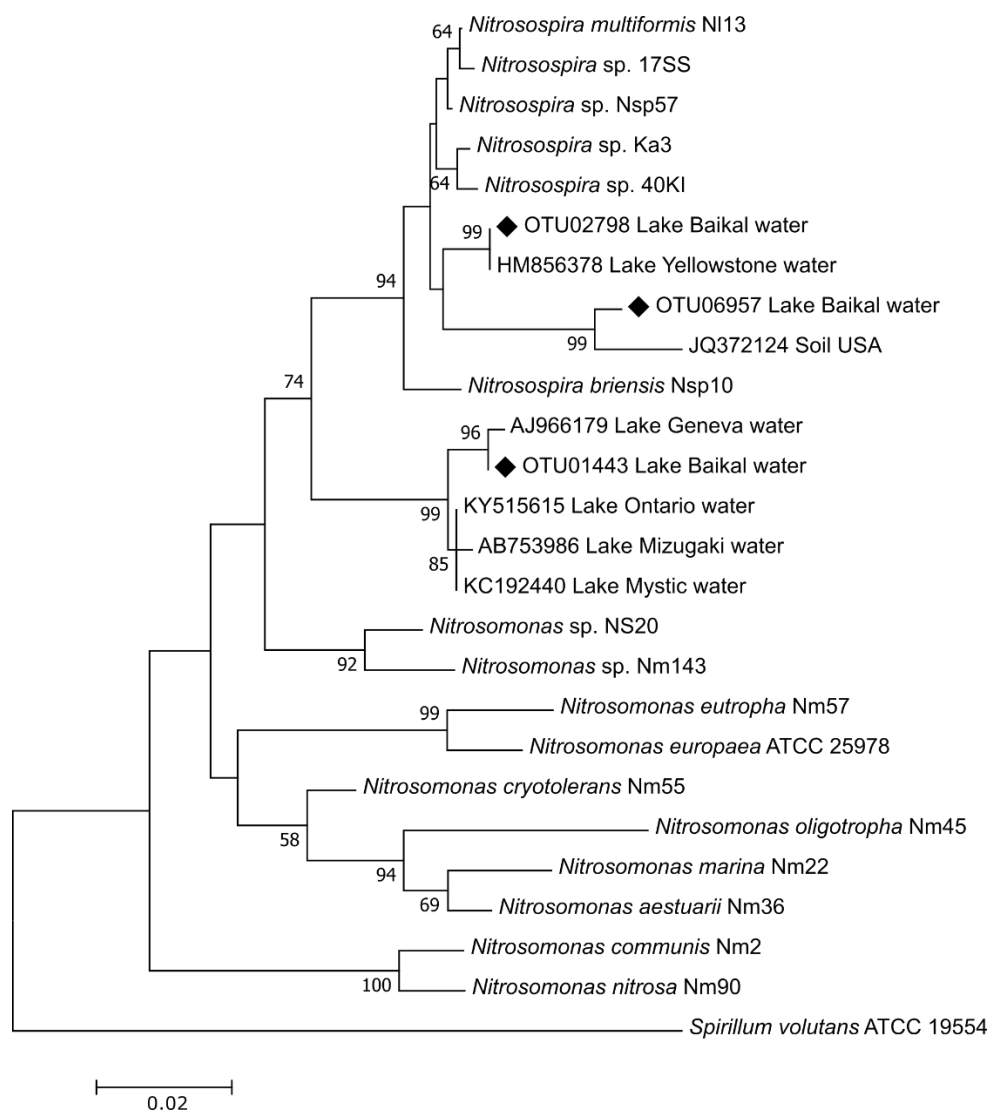 64
Nitrosospira multiformis Nl13
Nitrosospira sp. 17SS
Nitrosospira sp. Nsp57
Nitrosospira sp. Ka3
64
Nitrosospira sp. 40KI
99
OTU02798 Lake Baikal water
HM856378 Lake Yellowstone water
94
OTU06957 Lake Baikal water
99
JQ372124 Soil USA
74
Nitrosospira briensis Nsp10
96
AJ966179 Lake Geneva water
OTU01443 Lake Baikal water
99
KY515615 Lake Ontario water
AB753986 Lake Mizugaki water
85
KC192440 Lake Mystic water
Nitrosomonas sp. NS20
92
Nitrosomonas sp. Nm143
99
Nitrosomonas eutropha Nm57
Nitrosomonas europaea ATCC 25978
Nitrosomonas cryotolerans Nm55
58
Nitrosomonas oligotropha Nm45
94
Nitrosomonas marina Nm22
69
Nitrosomonas aestuarii Nm36
Nitrosomonas communis Nm2
100
Nitrosomonas nitrosa Nm90
Spirillum volutans ATCC 19554
0.02